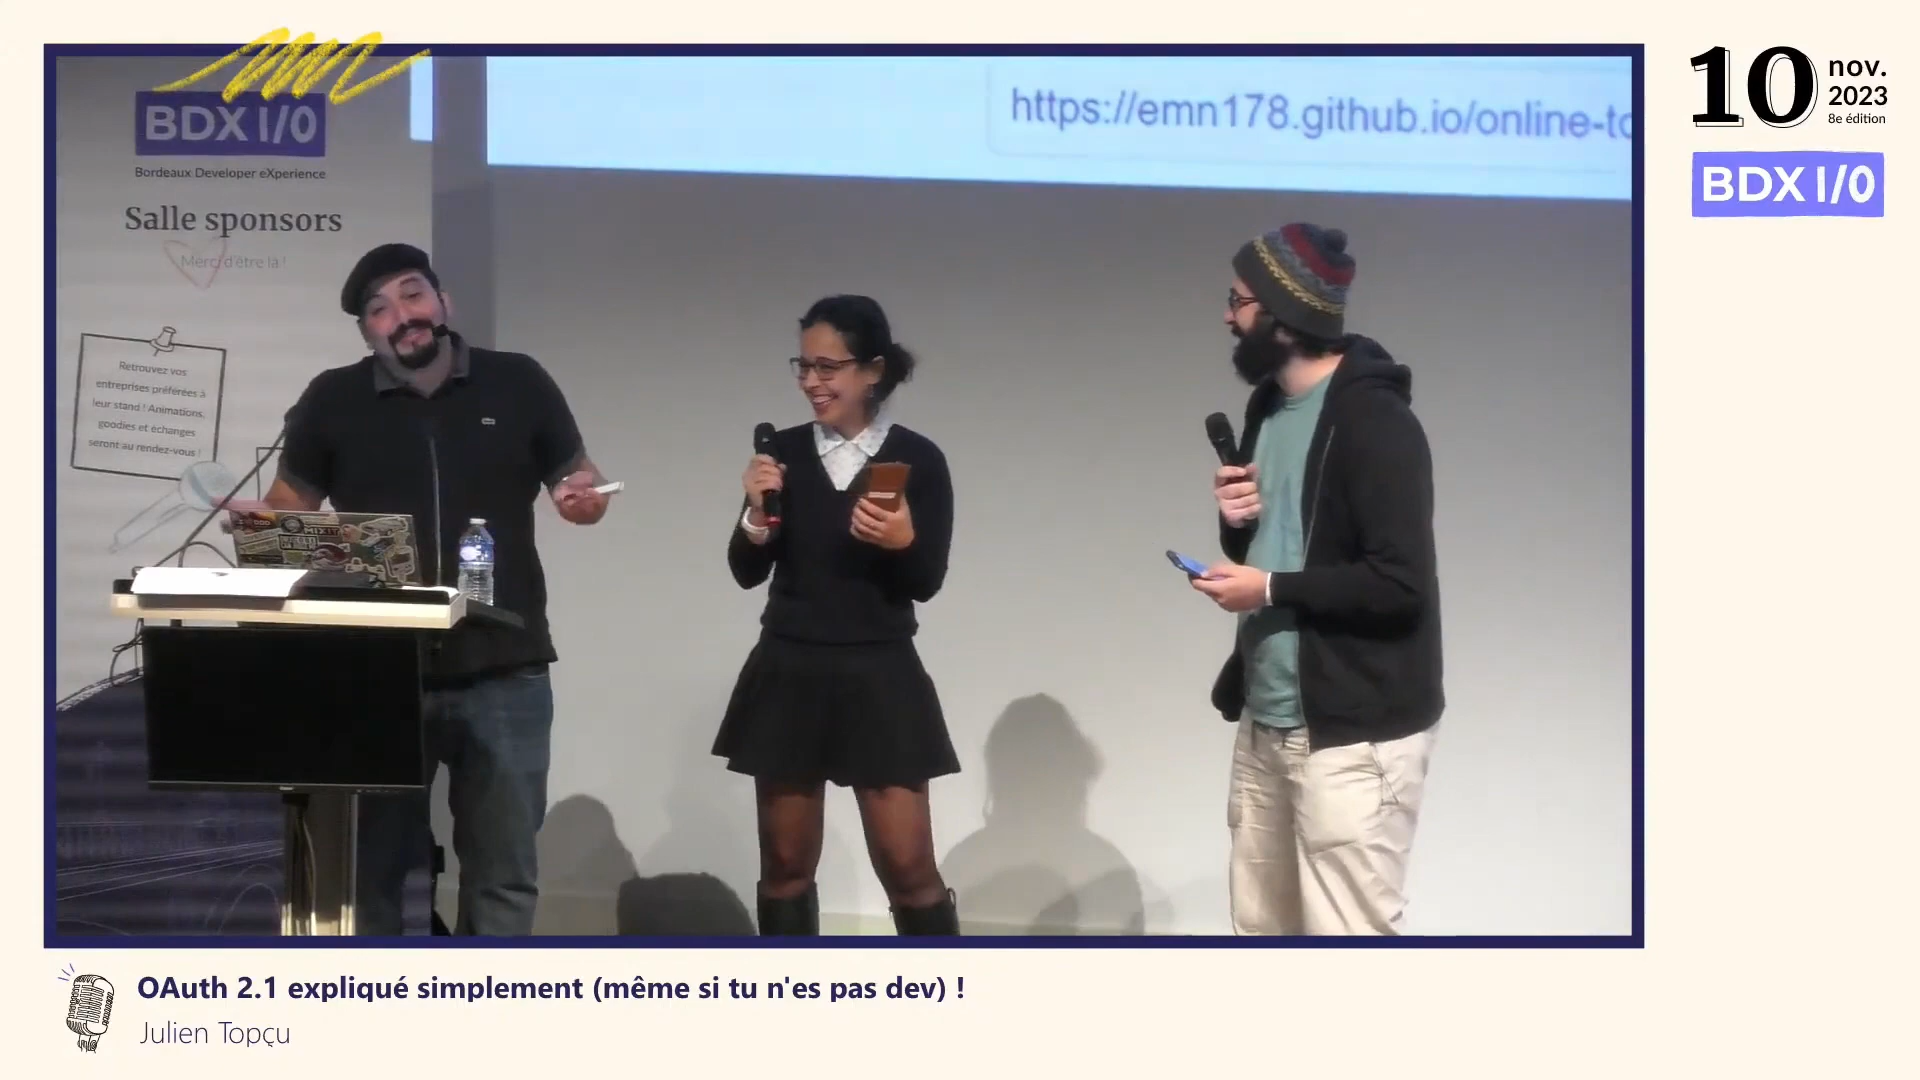 BDX I/O
Bordeaux Developer eXperience
Salle sponsors
Merci d'être là !
Retrouvez vos
entreprises préférées à
leur stand ! Animations,
goodies et échanges
seront au rendez-vous !
https://emn178.github.io/online-to
MIXIT
10 nov.
2023
8e édition
BDX I/O
OAuth 2.1 expliqué simplement (même si tu n'es pas dev) !
Julien Topçu